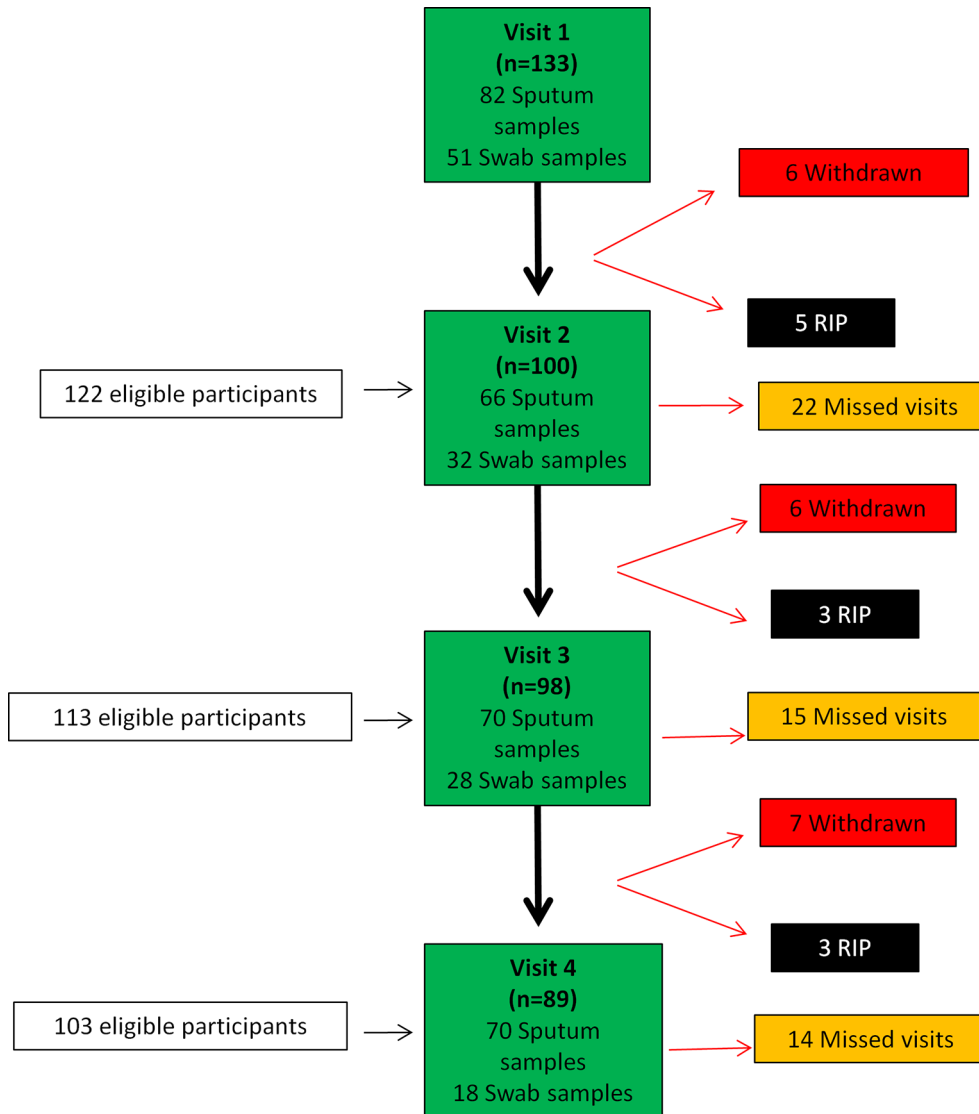 Visit 1
(n=133)
82 Sputum
samples
51 Swab samples
6 Withdrawn
5 RIP
Visit 2
(n=100)
66 Sputum
samples
32 Swab samples
122 eligible participants
22 Missed visits
6 Withdrawn
3 RIP
Visit 3
(n=98)
70 Sputum
samples
28 Swab samples
113 eligible participants
15 Missed visits
7 Withdrawn
3 RIP
Visit 4
(n=89)
70 Sputum
samples
18 Swab samples
103 eligible participants
14 Missed visits